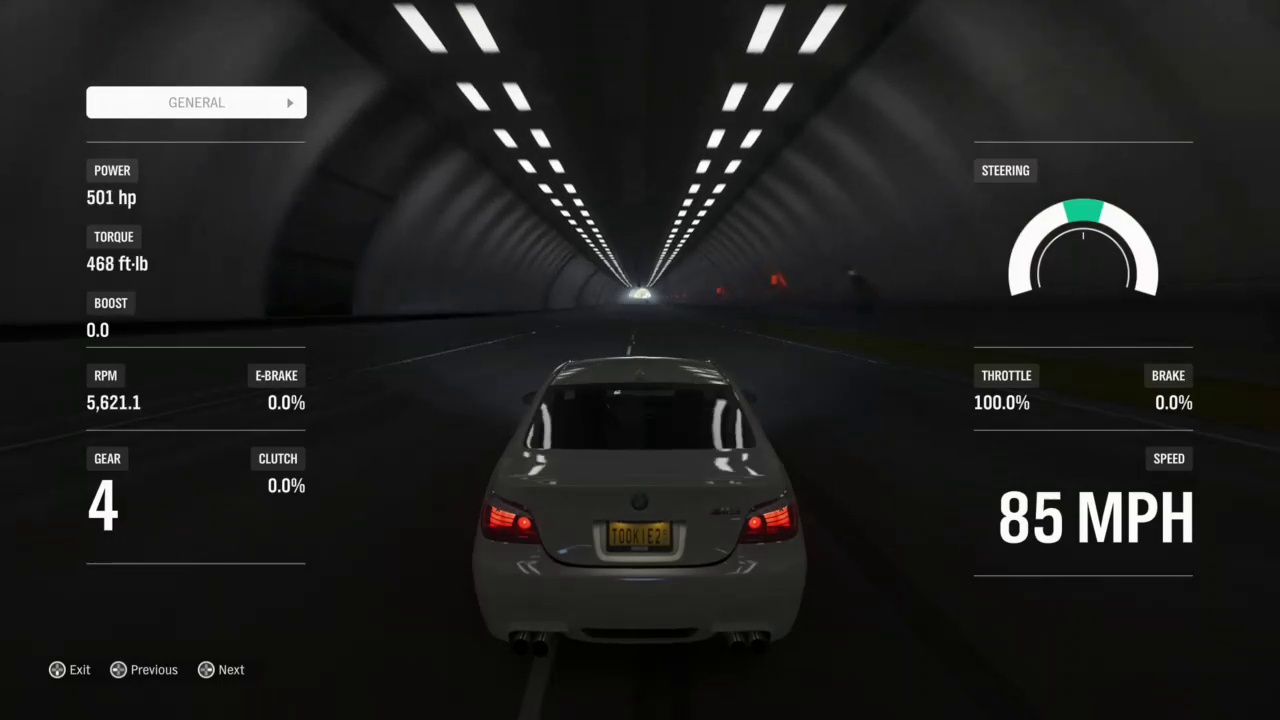 GENERAL
POWER
501 hp
TORQUE
468 ft·lb
BOOST
0.0
RPM
E-BRAKE
5,621.1
0.0%
GEAR
CLUTCH
4
0.0%
STEERING
THROTTLE
BRAKE
100.0%
0.0%
SPEED
85 MPH
TOOKIE2
Exit
Previous
Next